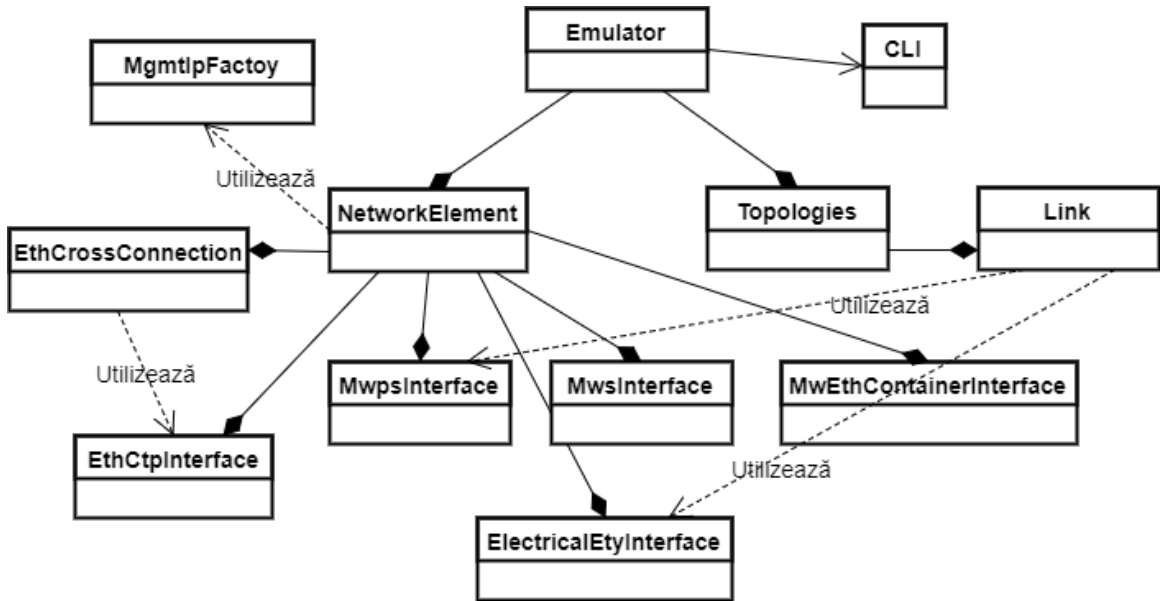 Emulator
CLI
MgmtIpFactoy
Utilizează
NetworkElement
Topologies
Link
EthCrossConnection
Utilizează
Utilizează
MwpsInterface
MwsInterface
MwEthContainerInterface
EthCtpInterface
Utilizează
ElectricalEtyInterface